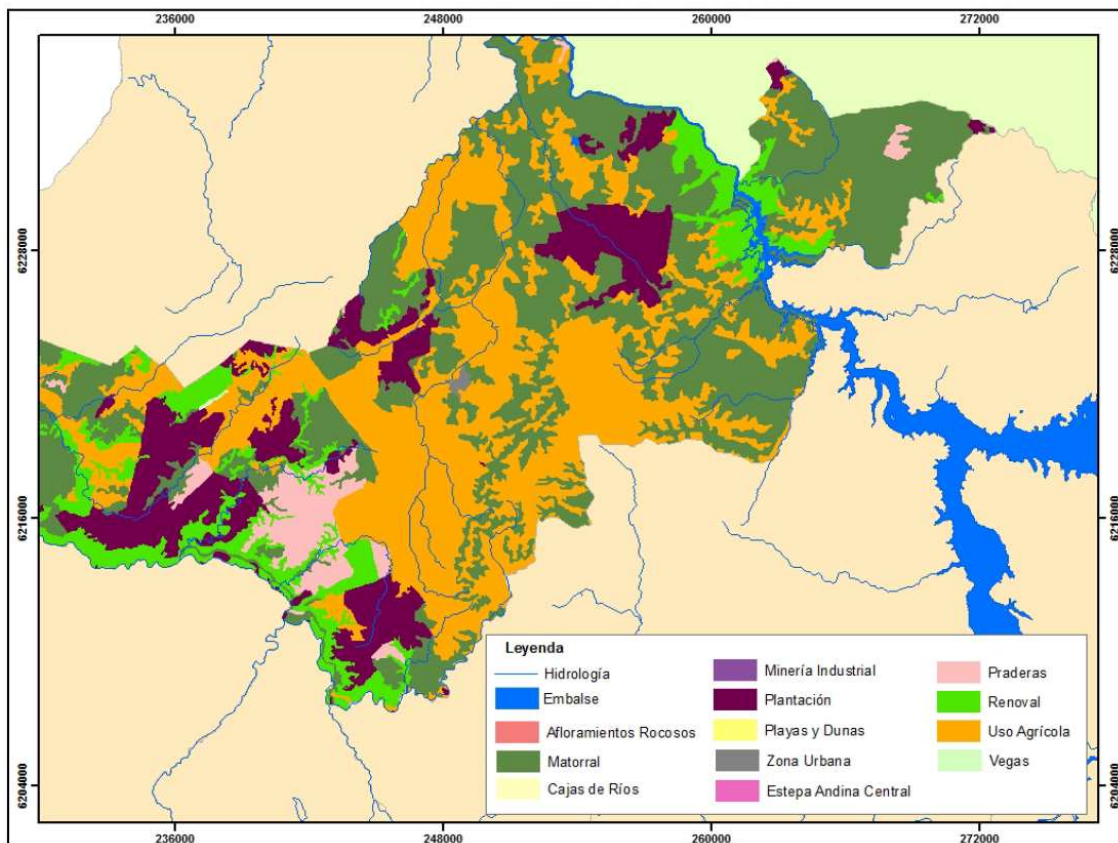 236000 248000 260000 272000
6228000 6228000
6216000 6216000
6204000 6204000
Leyenda
Hidrología
Embalse
Afloramientos Rocosos
Matorral
Cajas de Ríos
Minería Industrial
Plantación
Playas y Dunas
Zona Urbana
Estepa Andina Central
Praderas
Renoval
Uso Agrícola
Vegas
236000 248000 260000 272000